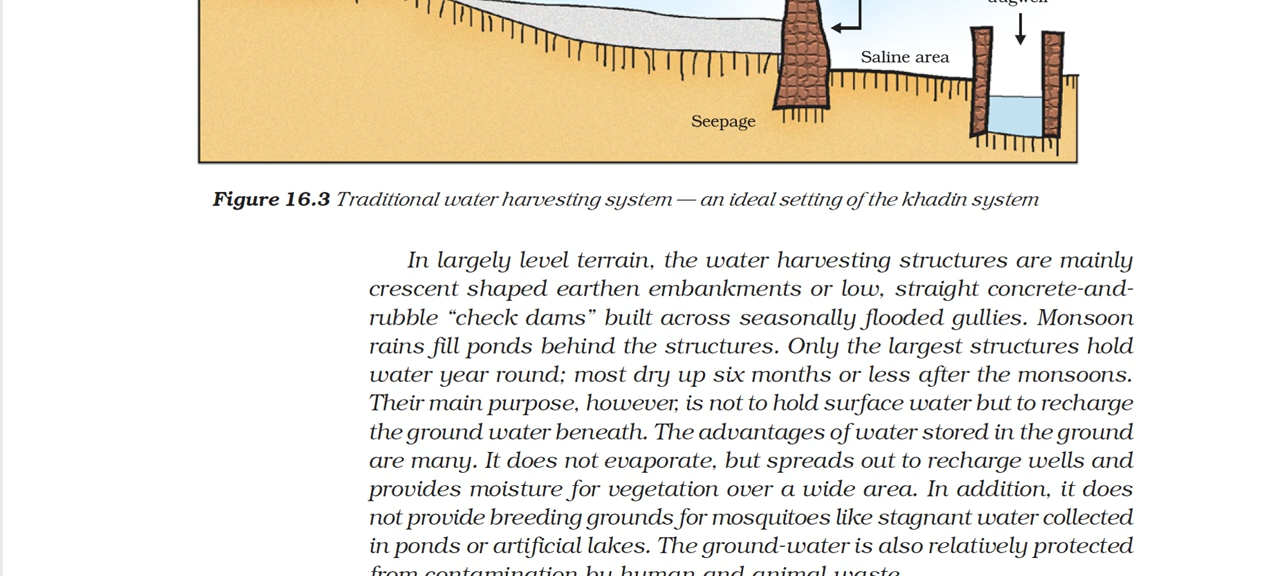 Saline area
Seepage
Figure 16.3 Traditional water harvesting system — an ideal setting of the khadin system
In largely level terrain, the water harvesting structures are mainly
crescent shaped earthen embankments or low, straight concrete-and-
rubble “check dams” built across seasonally flooded gullies. Monsoon
rains fill ponds behind the structures. Only the largest structures hold
water year round; most dry up six months or less after the monsoons.
Their main purpose, however, is not to hold surface water but to recharge
the ground water beneath. The advantages of water stored in the ground
are many. It does not evaporate, but spreads out to recharge wells and
provides moisture for vegetation over a wide area. In addition, it does
not provide breeding grounds for mosquitoes like stagnant water collected
in ponds or artificial lakes. The ground-water is also relatively protected
from contamination by human and animal waste.